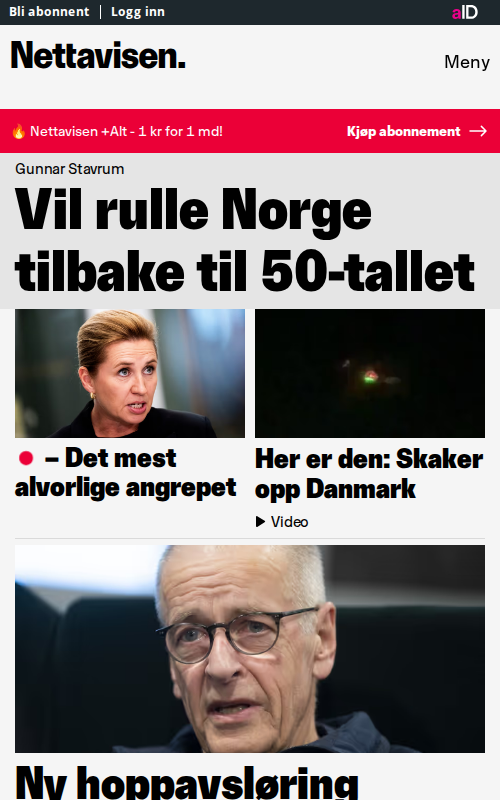 Bli abonnent | Logg inn
aID
Nettavisen.
Meny
🔥 Nettavisen +Alt - 1 kr for 1 md!
Kjøp abonnement →
Gunnar Stavrum
Vil rulle Norge
tilbake til 50-tallet
– Det mest
alvorlige angrepet
Her er den: Skaker
opp Danmark
Video
Ny hoppavsløring